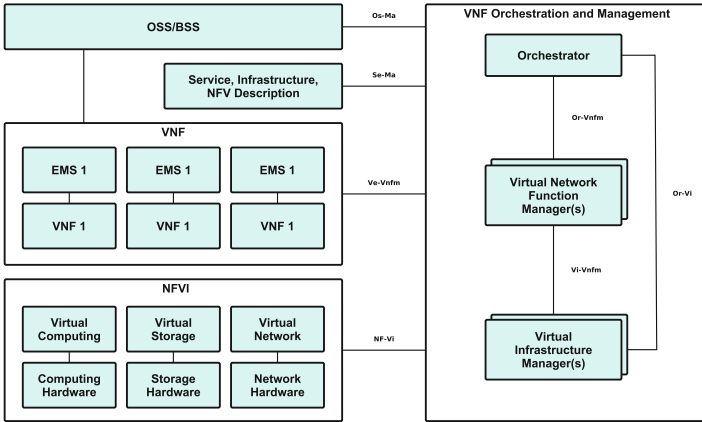 OSS/BSS
Os-Ma
Service, Infrastructure,
NFV Description
Se-Ma
VNF
EMS 1
EMS 1
EMS 1
VNF 1
VNF 1
VNF 1
Ve-Vnfm
NFVI
Virtual
Computing
Virtual
Storage
Virtual
Network
Computing
Hardware
Storage
Hardware
Network
Hardware
NF-Vi
VNF Orchestration and Management
Orchestrator
Or-Vnfm
Virtual Network
Function
Manager(s)
Or-Vi
Vi-Vnfm
Virtual
Infrastructure
Manager(s)